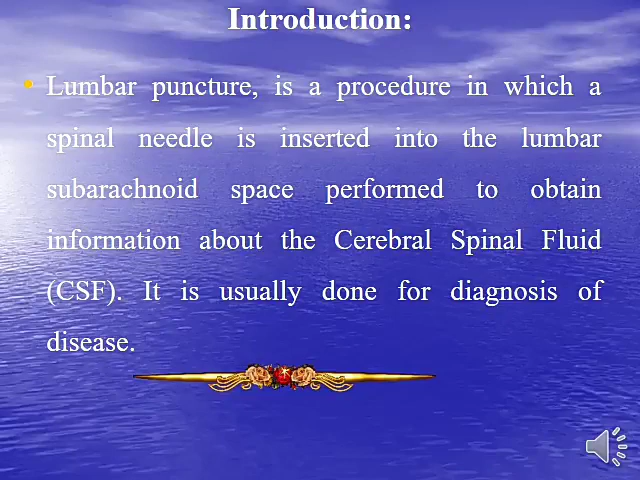 Introduction:
• Lumbar puncture, is a procedure in which a
spinal needle is inserted into the lumbar
subarachnoid space performed to obtain
information about the Cerebral Spinal Fluid
(CSF). It is usually done for diagnosis of
disease.